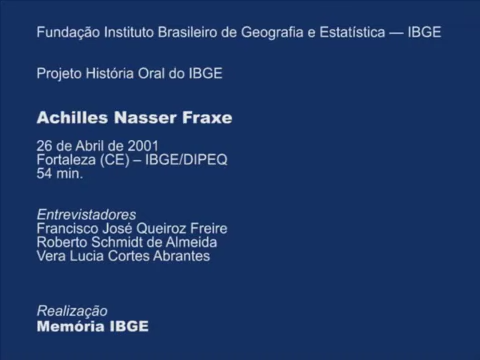 Fundação Instituto Brasileiro de Geografia e Estatística — IBGE
Projeto História Oral do IBGE
Achilles Nasser Fraxe
26 de Abril de 2001
Fortaleza (CE) – IBGE/DIPEQ
54 min.
Entrevistadores
Francisco José Queiroz Freire
Roberto Schmidt de Almeida
Vera Lucia Cortes Abrantes
Realização
Memória IBGE